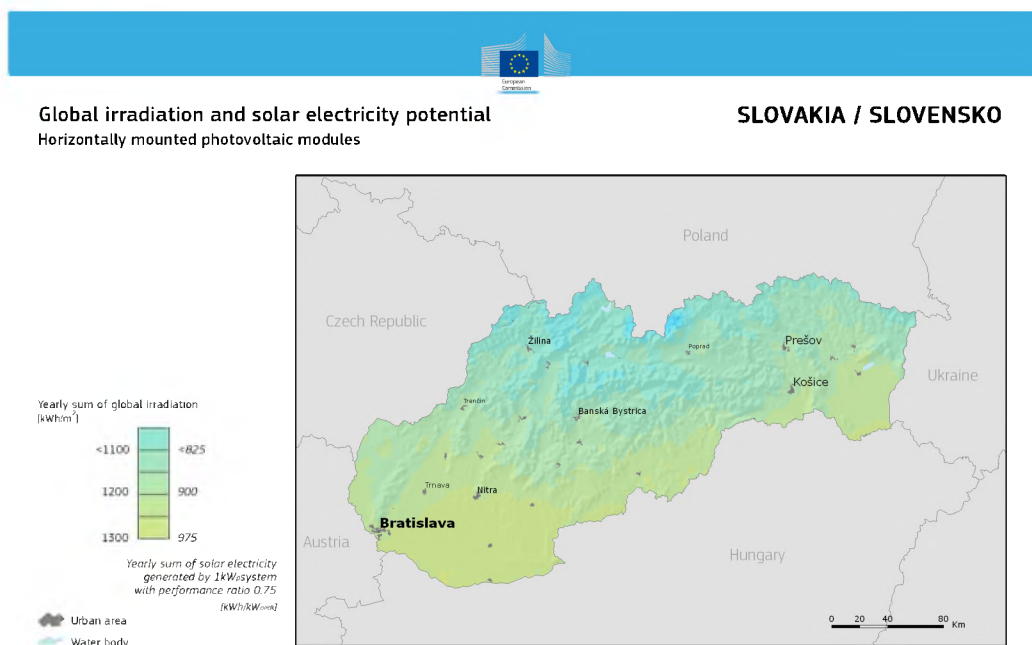 European
Commission
Global irradiation and solar electricity potential
Horizontally mounted photovoltaic modules
SLOVAKIA / SLOVENSKO
Poland
Czech Republic
Žilina
Poprad
Prešov
Košice
Ukraine
Trenčín
Banská Bystrica
Trnava
Nitra
Bratislava
Austria
Hungary
Yearly sum of global irradiation
[kWh/m²]
<1100 <825
1200 900
1300 975
Yearly sum of solar electricity
generated by 1kWp system
with performance ratio 0.75
[kWh/kWpeak]
Urban area
Water body
0 20 40 80 Km